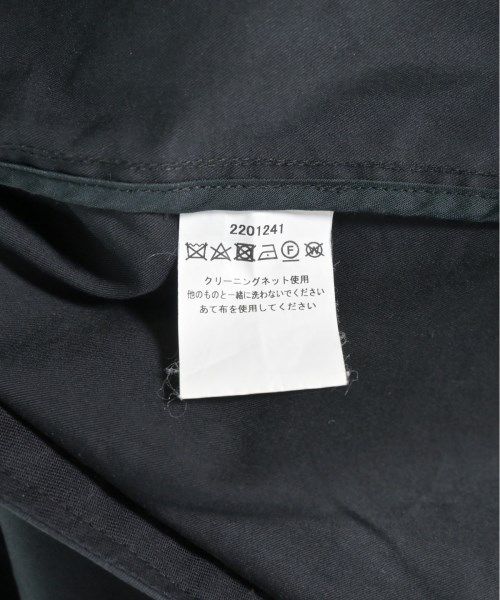 2201241
F W
クリーニングネット使用
他のものと一緒に洗わないでください
あて布を使用してください